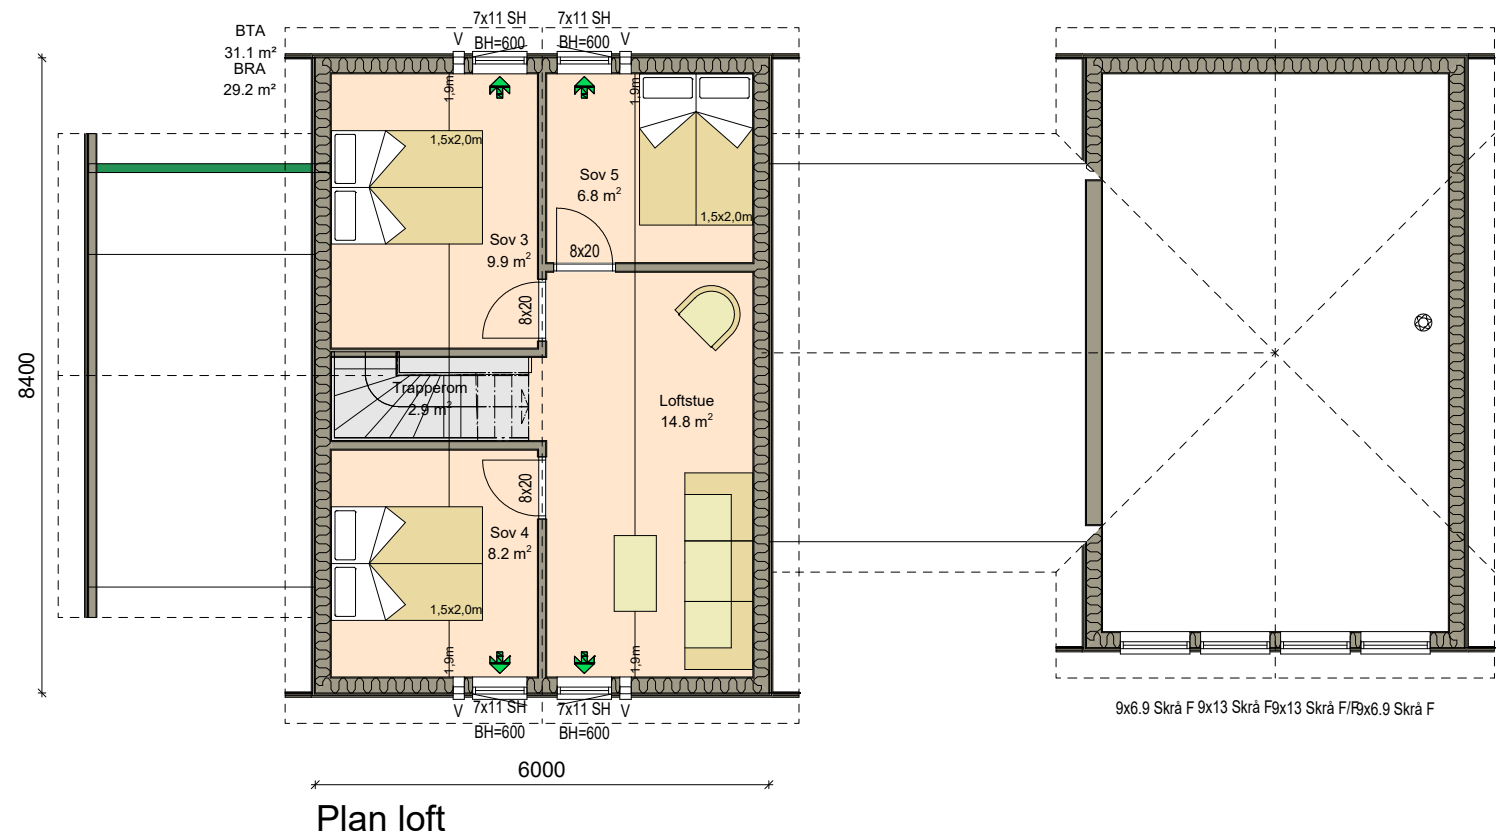 BTA
31.1 m²
BRA
29.2 m²
7x11 SH
BH=600
7x11 SH
BH=600
V
V
1,9m
1,9m
1,5x2,0m
Sov 5
6.8 m²
1,5x2,0m
8x20
Sov 3
9.9 m²
8x20
Trapperom
2.9 m²
Loftstue
14.8 m²
8x20
Sov 4
8.2 m²
1,5x2,0m
1,9m
1,9m
V
V
7x11 SH
BH=600
7x11 SH
BH=600
8400
6000
9x6.9 Skrå F
9x13 Skrå F
9x13 Skrå F/F
9x6.9 Skrå F
Plan loft